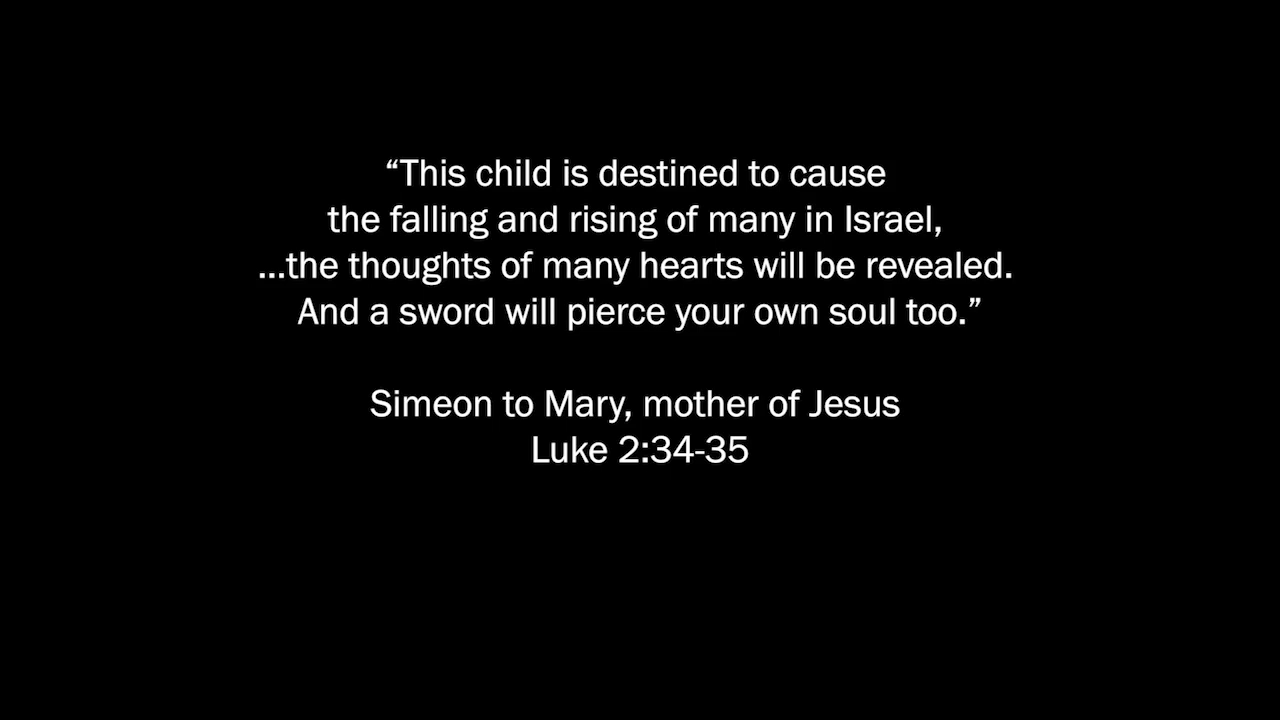 “This child is destined to cause
the falling and rising of many in Israel,
...the thoughts of many hearts will be revealed.
And a sword will pierce your own soul too.”
Simeon to Mary, mother of Jesus
Luke 2:34-35